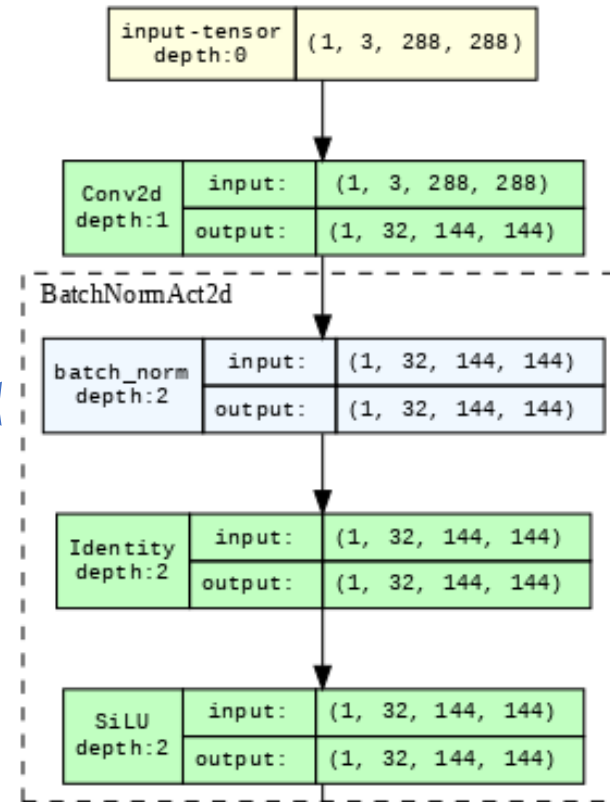 input-tensor
depth:0
(1, 3, 288, 288)
Conv2d
depth:1
input:
(1, 3, 288, 288)
output:
(1, 32, 144, 144)
BatchNormAct2d
batch_norm
depth:2
input:
(1, 32, 144, 144)
output:
(1, 32, 144, 144)
Identity
depth:2
input:
(1, 32, 144, 144)
output:
(1, 32, 144, 144)
SiLU
depth:2
input:
(1, 32, 144, 144)
output:
(1, 32, 144, 144)